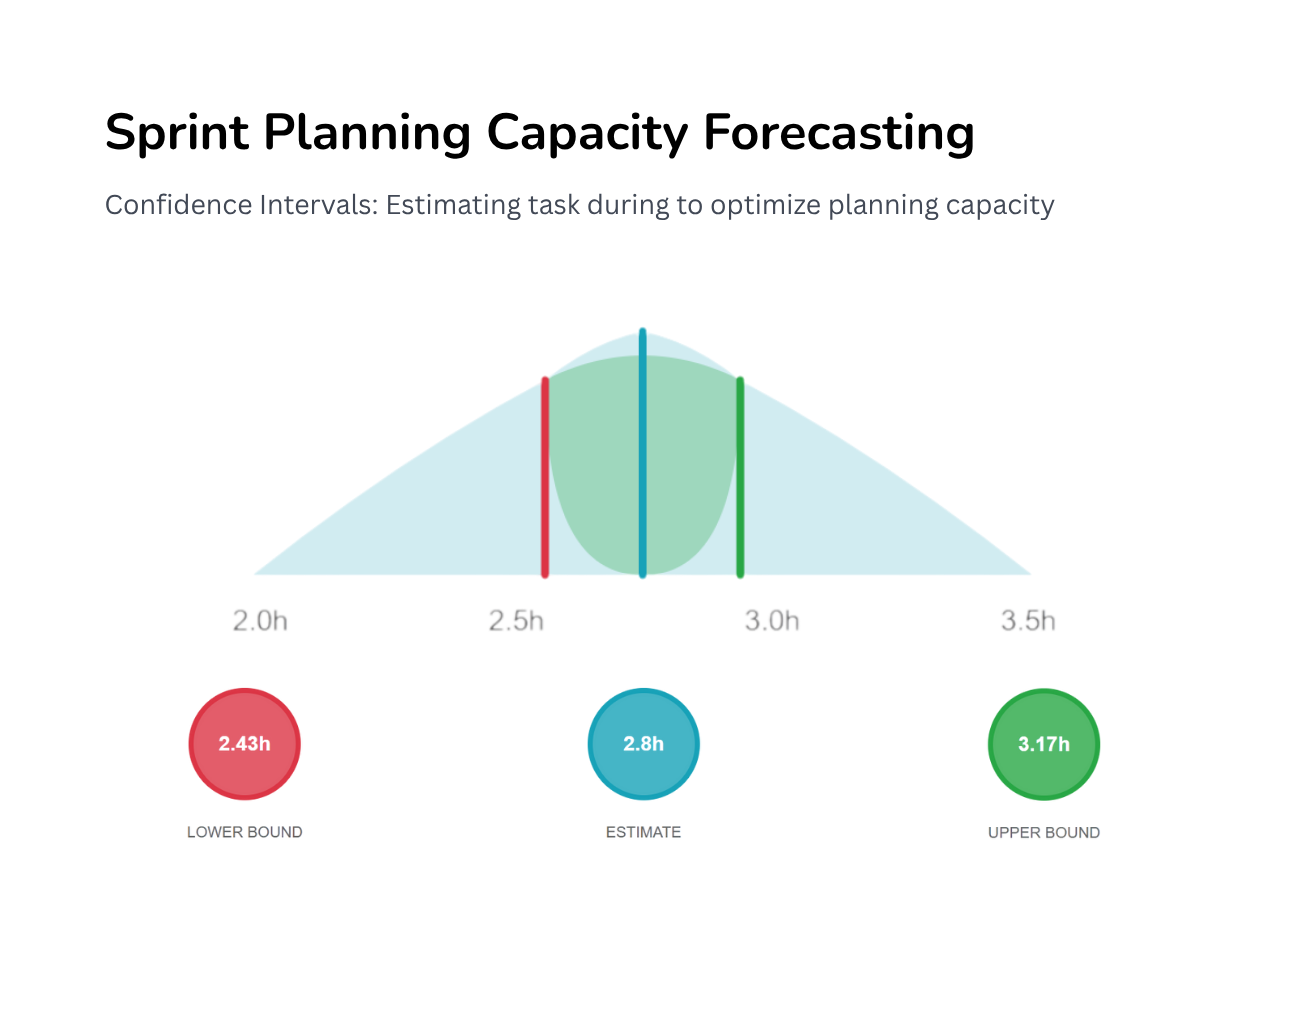 Sprint Planning Capacity Forecasting
Confidence Intervals: Estimating task during to optimize planning capacity
2.0h 2.5h 3.0h 3.5h
2.43h 2.8h 3.17h
LOWER BOUND ESTIMATE UPPER BOUND